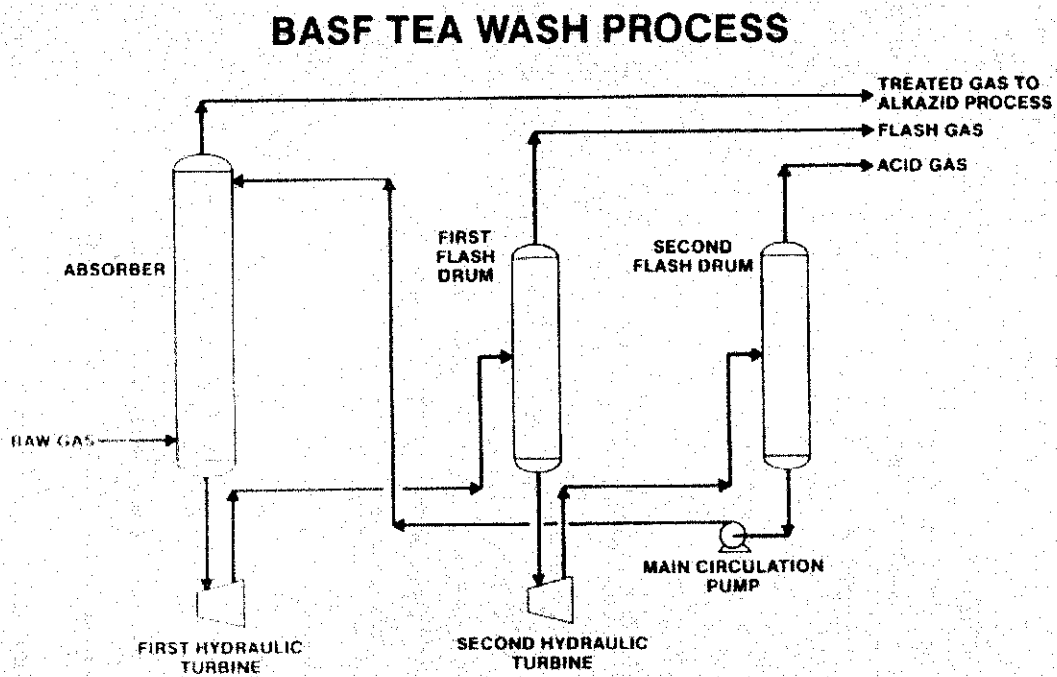 BASF TEA WASH PROCESS
TREATED GAS TO
ALKAZID PROCESS
FLASH GAS
ACID GAS
FIRST
FLASH
DRUM
SECOND
FLASH DRUM
ABSORBER
RAW GAS
MAIN CIRCULATION
PUMP
FIRST HYDRAULIC
TURBINE
SECOND HYDRAULIC
TURBINE